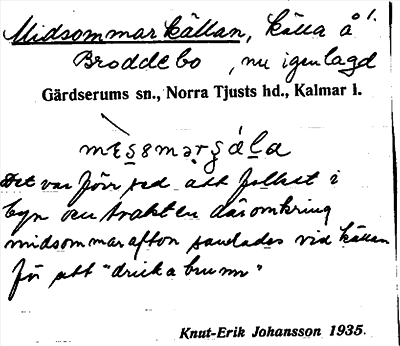 Midsommarkällan, källa å 1.
Broddebo, nu igenlagd
Gärdserums sn., Norra Tjusts hd., Kalmar l.
Det var förr sed att folket i
byn och trakten däromkring
midsommarafton samlades vid källan
för att "dricka brunn"
Knut-Erik Johansson 1935.